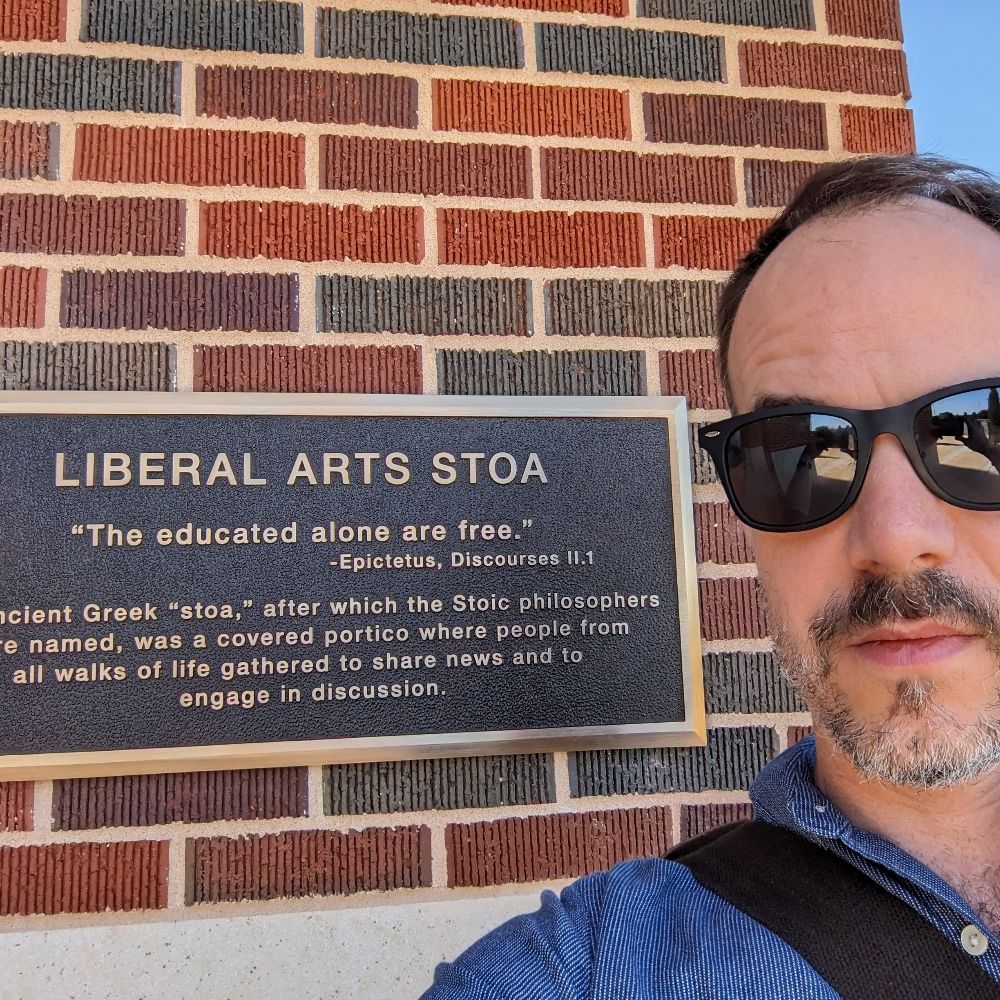 LIBERAL ARTS STOA
“The educated alone are free.”
-Epictetus, Discourses II.1
ncient Greek “stoa,” after which the Stoic philosophers
re named, was a covered portico where people from
all walks of life gathered to share news and to
engage in discussion.